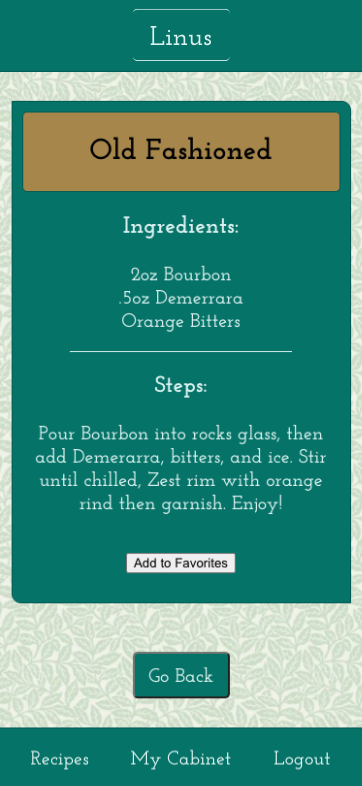 Linus
Old Fashioned
Ingredients:
2oz Bourbon
.5oz Demerrara
Orange Bitters
Steps:
Pour Bourbon into rocks glass, then
add Demerarra, bitters, and ice. Stir
until chilled, Zest rim with orange
rind then garnish. Enjoy!
Add to Favorites
Go Back
Recipes My Cabinet Logout